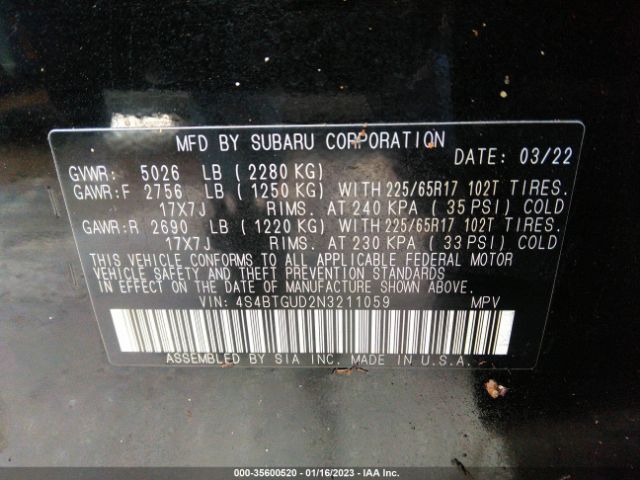 MFD BY SUBARU CORPORATION
DATE: 03/22
GVWR: 5026 LB (2280 KG)
GAWR:F 2756 LB (1250 KG) WITH 225/65R17 102T TIRES.
17X7J RIMS. AT 240 KPA (35 PSI) COLD
GAWR:R 2690 LB (1220 KG) WITH 225/65R17 102T TIRES.
17X7J RIMS. AT 230 KPA (33 PSI) COLD
THIS VEHICLE CONFORMS TO ALL APPLICABLE FEDERAL MOTOR
VEHICLE SAFETY AND THEFT PREVENTION STANDARDS
IN EFFECT ON THE DATE OF MANUFACTURE SHOWN ABOVE.
VIN: 4S4BTGUD2N3211059 MPV
ASSEMBLED BY SIA INC. MADE IN U.S.A.
000-35600520 - 01/16/2023 - IAA Inc.